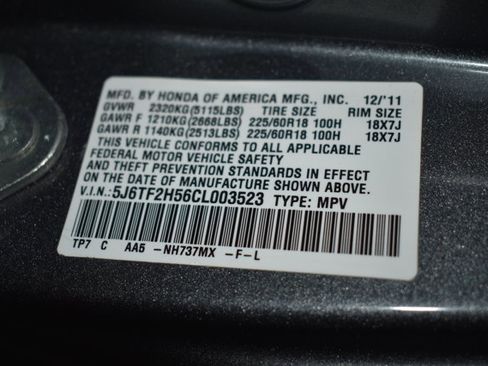 MFD. BY HONDA OF AMERICA MFG., INC. 12/'11
GVWR 2320KG(5115LBS) TIRE SIZE RIM SIZE
GAWR F 1210KG(2668LBS) 225/60R18 100H 18X7J
GAWR R 1140KG(2513LBS) 225/60R18 100H 18X7J
THIS VEHICLE CONFORMS TO ALL APPLICABLE
FEDERAL MOTOR VEHICLE SAFETY
AND THEFT PREVENTION STANDARDS IN EFFECT
ON THE DATE OF MANUFACTURE SHOWN ABOVE.
V.I.N.: 5J6TF2H56CL003523 TYPE: MPV
TP7 C AA5 -NH737MX -F-L